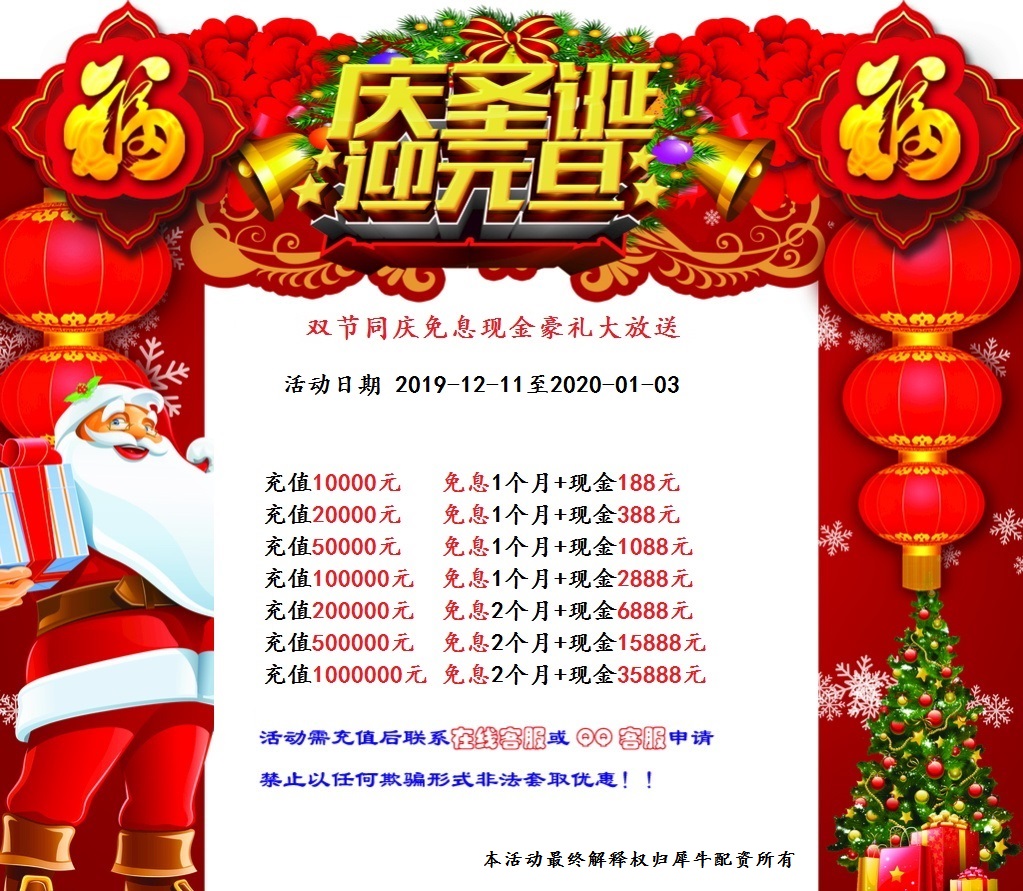 福
福
庆圣诞
迎元旦
双节同庆免息现金豪礼大放送
活动日期 2019-12-11至2020-01-03
充值10000元 免息1个月+现金188元
充值20000元 免息1个月+现金388元
充值50000元 免息1个月+现金1088元
充值100000元 免息1个月+现金2888元
充值200000元 免息2个月+现金6888元
充值500000元 免息2个月+现金15888元
充值1000000元 免息2个月+现金35888元
活动需充值后联系在线客服或 QQ 客服申请
禁止以任何欺骗形式非法套取优惠！！
本活动最终解释权归犀牛配资所有